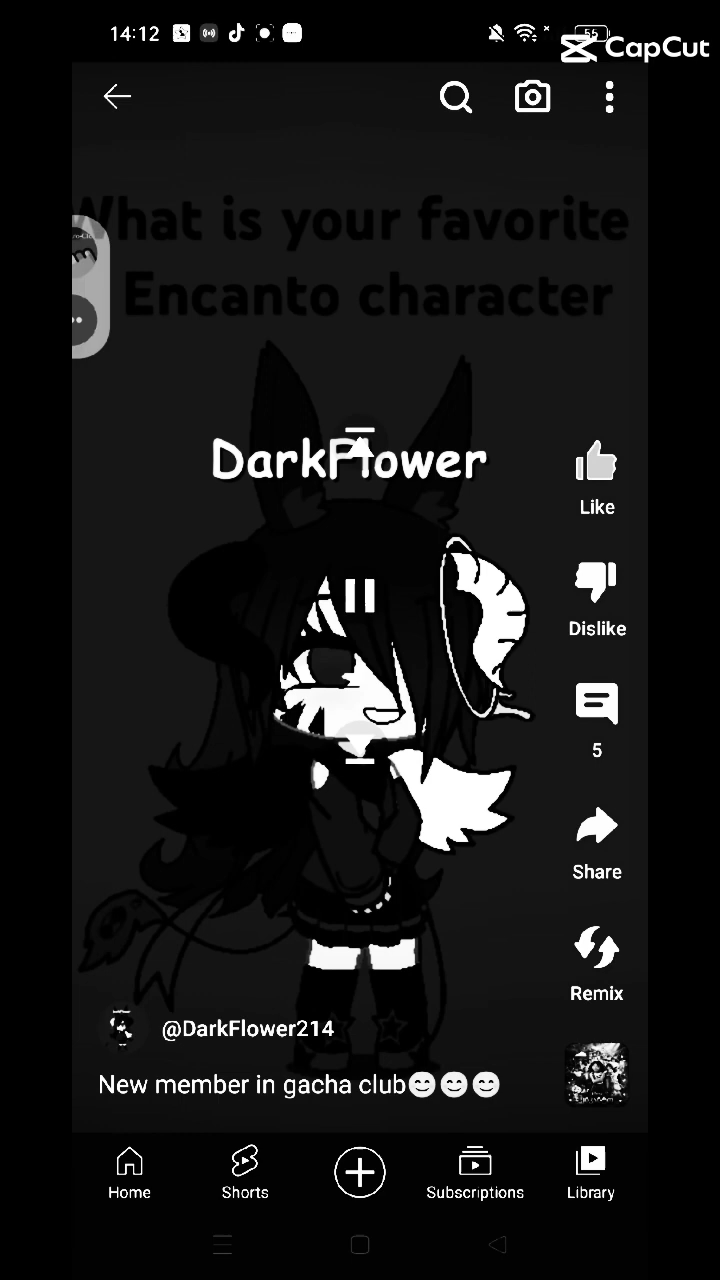 14:12
55
CapCut
What is your favorite
Encanto character
DarkFlower
Like
Dislike
5
Share
Remix
@DarkFlower214
New member in gacha club😊😊😊
Home
Shorts
Subscriptions
Library